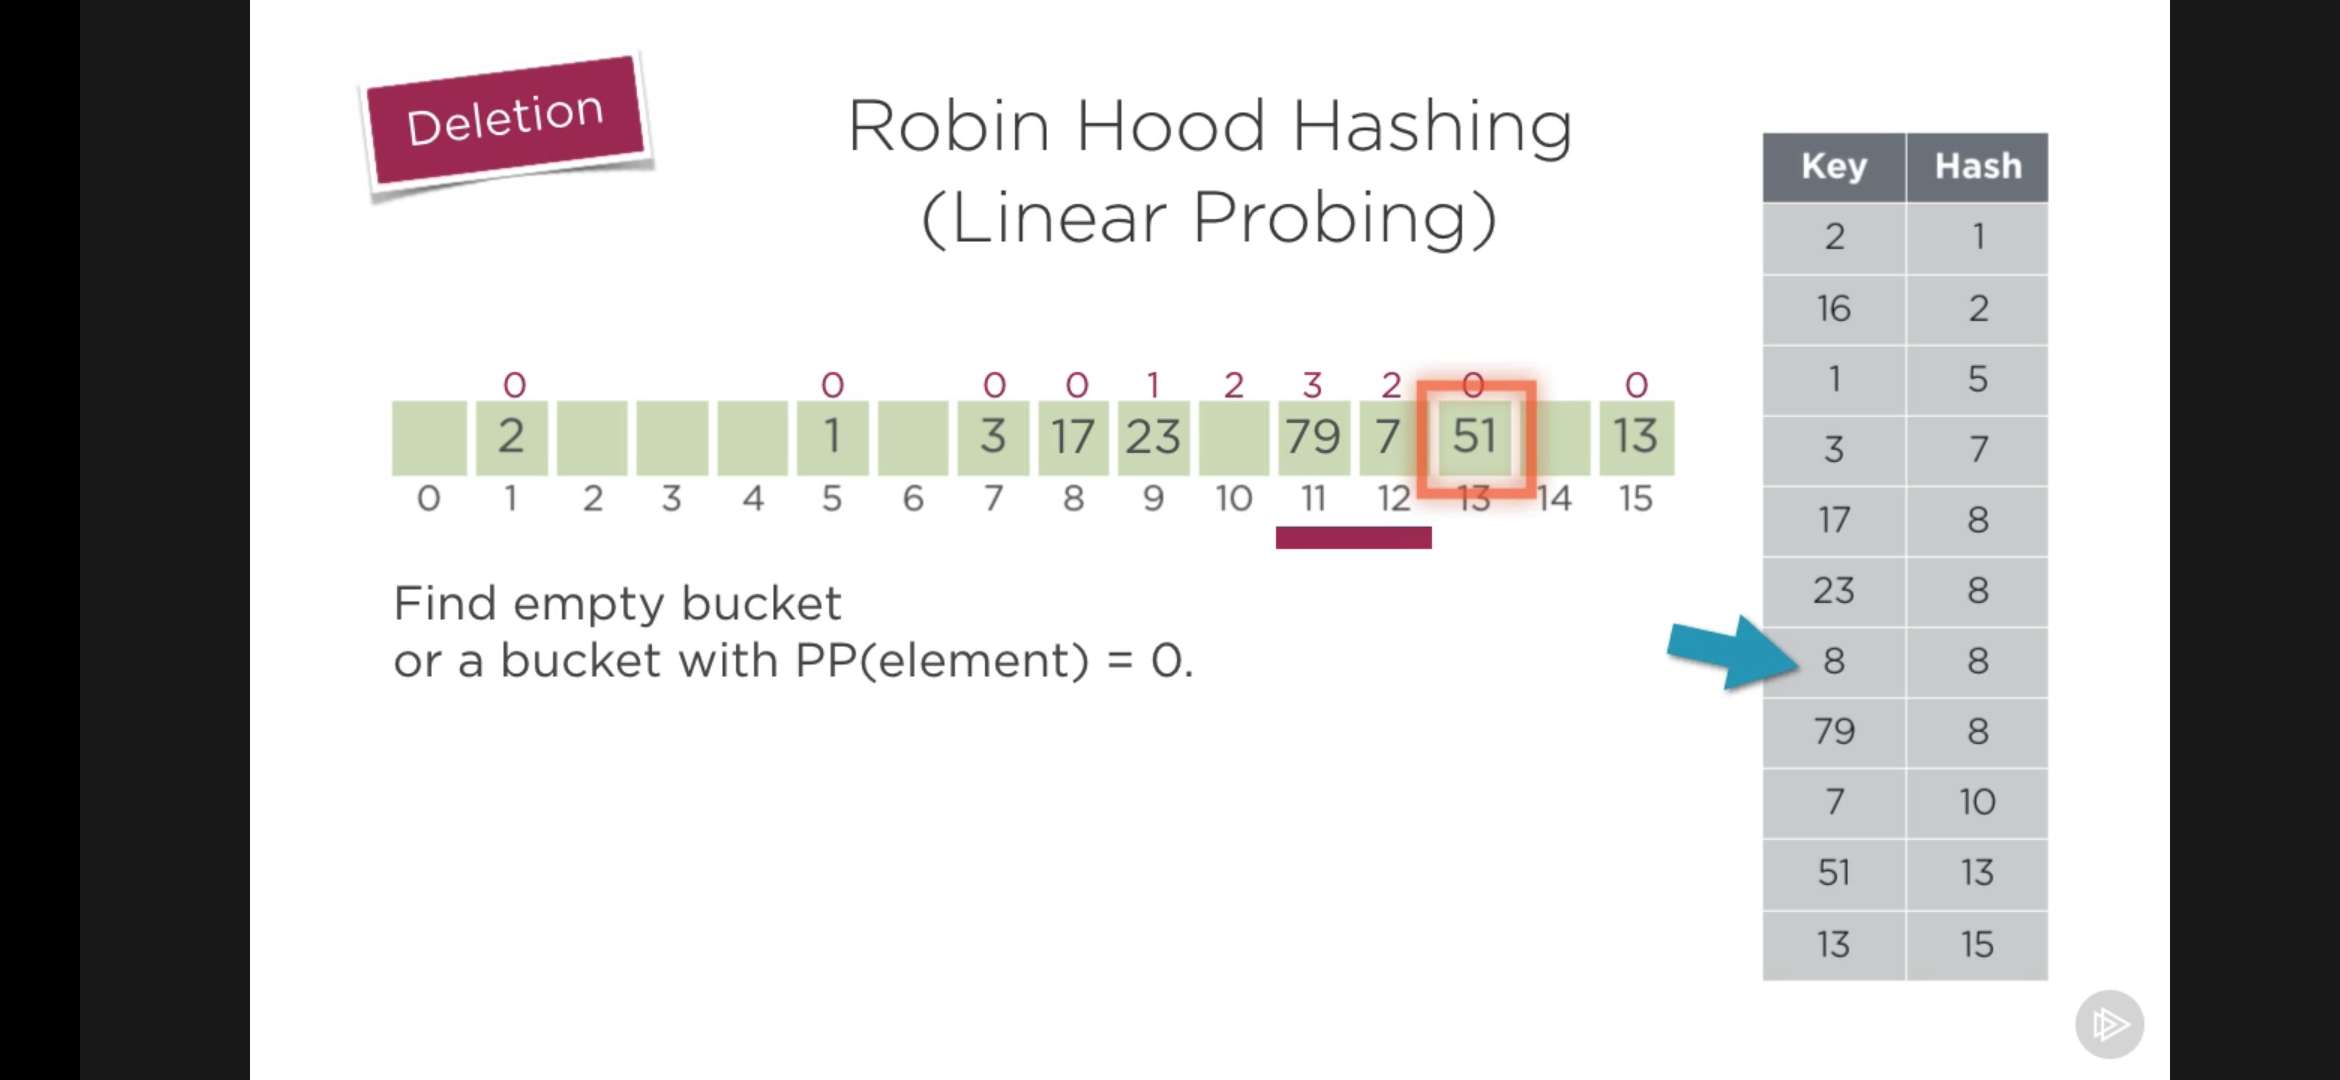 Deletion
Robin Hood Hashing
(Linear Probing)
0 0 0 0 1 2 3 2 0 0
2 1 3 17 23 79 7 51 13
0 1 2 3 4 5 6 7 8 9 10 11 12 13 14 15
Find empty bucket
or a bucket with PP(element) = 0.
Key Hash
2 1
16 2
1 5
3 7
17 8
23 8
8 8
79 8
7 10
51 13
13 15